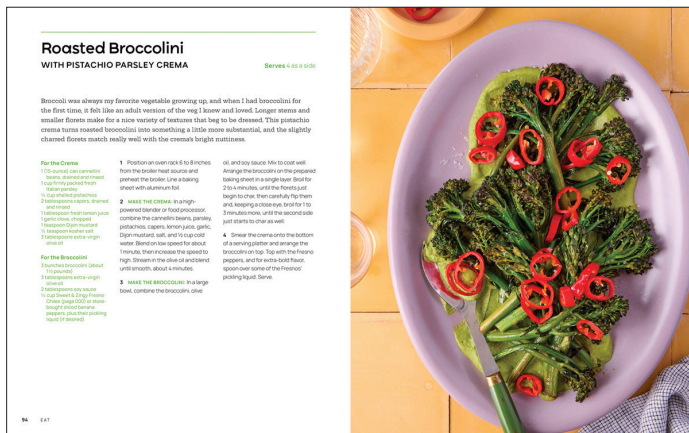 Roasted Broccolini
WITH PISTACHIO PARSLEY CREMA
Serves 4 as a side
Broccoli was always my favorite vegetable growing up, and when I had broccolini for
the first time, it felt like an adult version of the veg I knew and loved. Longer stems and
smaller florets make for a nice variety of textures that beg to be dressed. This pistachio
crema turns roasted broccolini into something a little more substantial, and the slightly
charred florets match really well with the crema's bright nuttiness.
For the Crema
1 (15-ounce) can cannellini
beans, drained and rinsed
1 cup firmly packed fresh
Italian parsley
cup shelled pistachios
2 tablespoons capers, drained
and rinsed
1 tablespoon fresh lemon juice
1 garlic clove, chopped
1 teaspoon Dijon mustard
teaspoon kosher salt
3 tablespoons extra-virgin
olive oil
For the Broccolini
3 bunches broccolini (about
1½ pounds)
3 tablespoons extra-virgin
olive oil
2 tablespoons soy sauce
cup Sweet & Zingy Fresno
Chiles (page 000) or store-
bought sliced banana
peppers, plus their pickling
liquid (if desired)
1 Position an oven rack 6 to 8 inches
from the broiler heat source and
preheat the broiler. Line a baking
sheet with aluminum foil.
2 MAKE THE CREMA: In a high-
powered blender or food processor,
combine the cannellini beans, parsley,
pistachios, capers, lemon juice, garlic,
Dijon mustard, salt, and ½ cup cold
water. Blend on low speed for about
1 minute, then increase the speed to
high. Stream in the olive oil and blend
until smooth, about 4 minutes.
3 MAKE THE BROCCOLINI: In a large
bowl, combine the broccolini, olive
oil, and soy sauce. Mix to coat well.
Arrange the broccolini on the prepared
baking sheet in a single layer. Broil for
2 to 4 minutes, until the florets just
begin to char, then carefully flip them
and, keeping a close eye, broil for 1 to
3 minutes more, until the second side
just starts to char as well.
4 Smear the crema onto the bottom
of a serving platter and arrange the
broccolini on top. Top with the Fresno
peppers, and for extra-bold flavor,
spoon over some of the Fresnos'
pickling liquid. Serve.
94 EAT